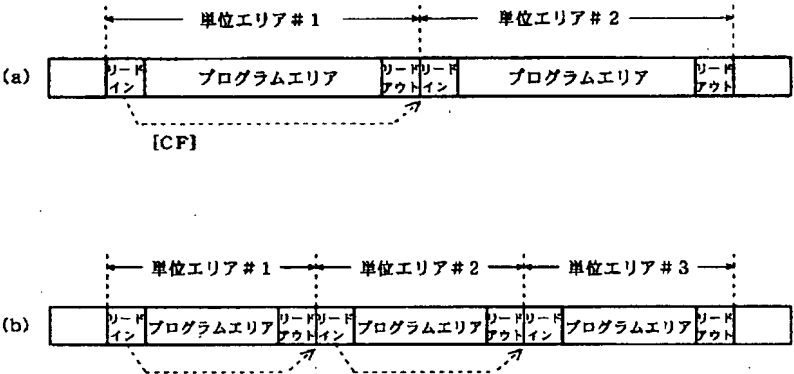 単位エリア#1 単位エリア#2
(a) リードイン プログラムエリア リードアウト リードイン プログラムエリア リードアウト
[CF]
単位エリア#1 単位エリア#2 単位エリア#3
(b) リードイン プログラムエリア リードアウト リードイン プログラムエリア リードアウト リードイン プログラムエリア リードアウト